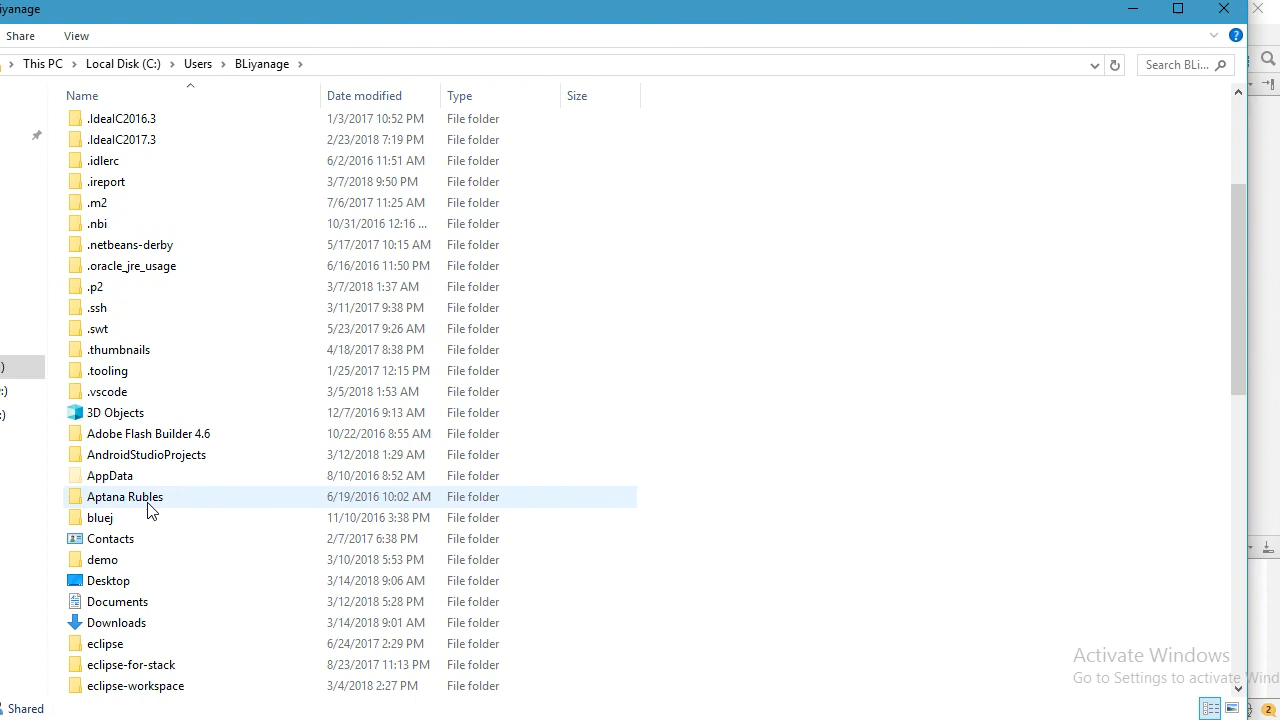 iyanage
Share View
This PC Local Disk (C:) Users BLiyanage
Search BLi...
Name Date modified Type Size
.IdealC2016.3 1/3/2017 10:52 PM File folder
.IdealC2017.3 2/23/2018 7:19 PM File folder
.idlerc 6/2/2016 11:51 AM File folder
.ireport 3/7/2018 9:50 PM File folder
.m2 7/6/2017 11:25 AM File folder
.nbi 10/31/2016 12:16 ... File folder
.netbeans-derby 5/17/2017 10:15 AM File folder
.oracle_jre_usage 6/16/2016 11:50 PM File folder
.p2 3/7/2018 1:37 AM File folder
.ssh 3/11/2017 9:38 PM File folder
.swt 5/23/2017 9:26 AM File folder
.thumbnails 4/18/2017 8:38 PM File folder
.tooling 1/25/2017 12:15 PM File folder
.vscode 3/5/2018 1:53 AM File folder
3D Objects 12/7/2016 9:13 AM File folder
Adobe Flash Builder 4.6 10/22/2016 8:55 AM File folder
AndroidStudioProjects 3/12/2018 1:29 AM File folder
AppData 8/10/2016 8:52 AM File folder
Aptana Rubles 6/19/2016 10:02 AM File folder
bluej 11/10/2016 3:38 PM File folder
Contacts 2/7/2017 6:38 PM File folder
demo 3/10/2018 5:53 PM File folder
Desktop 3/14/2018 9:06 AM File folder
Documents 3/12/2018 5:28 PM File folder
Downloads 3/14/2018 9:01 AM File folder
eclipse 6/24/2017 2:29 PM File folder
eclipse-for-stack 8/23/2017 11:13 PM File folder
eclipse-workspace 3/4/2018 2:27 PM File folder
Activate Windows
Go to Settings to activate Wind
Shared
2